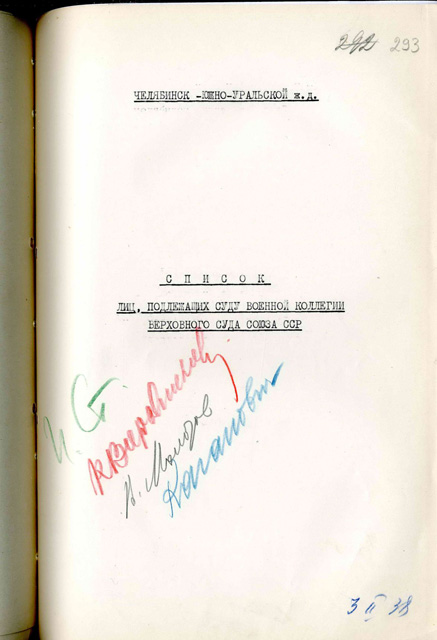 292 293
ЧЕЛЯБИНСК -ЮЖНО-УРАЛЬСКОЙ ж.д.
С П И С О К
ЛИЦ, ПОДЛЕЖАЩИХ СУДУ ВОЕННОЙ КОЛЛЕГИИ
ВЕРХОВНОГО СУДА СОЮЗА ССР
И. Ст.
К Ворошилов
В. Молотов
Каганович
3 II 38